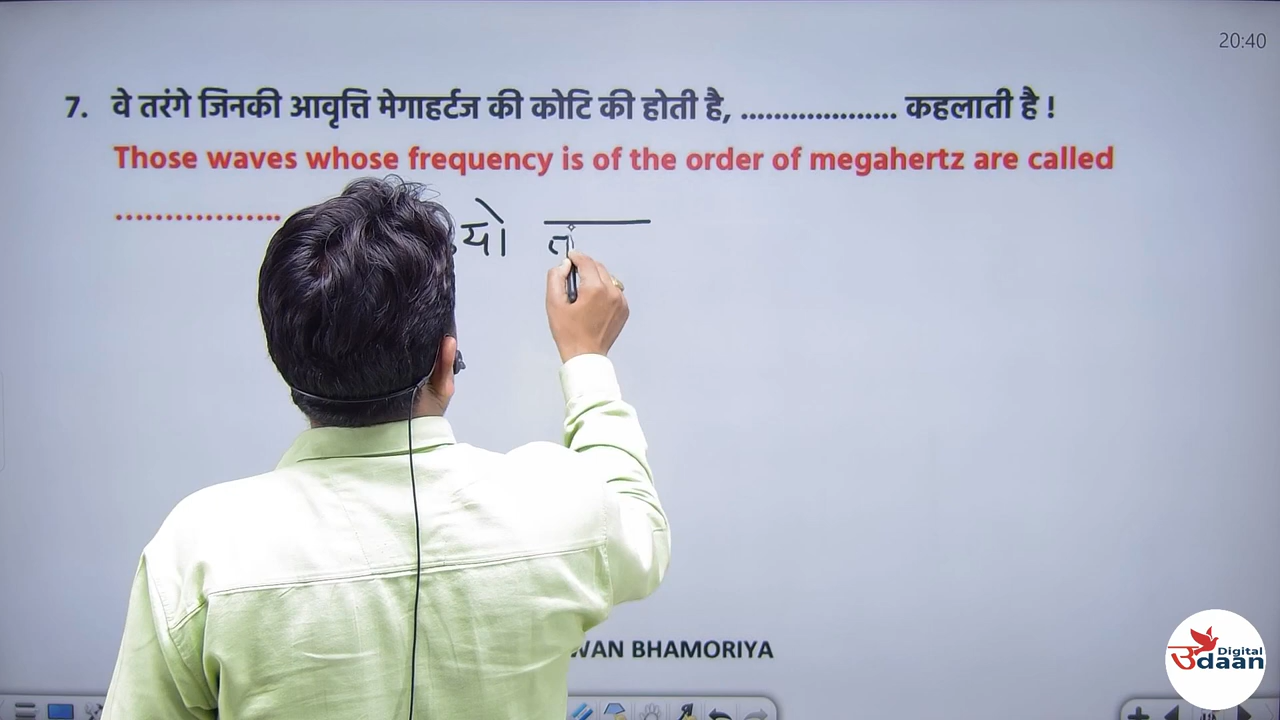 20:40
7. वे तरंगे जिनकी आवृत्ति मेगाहर्टज की कोटि की होती है, ................... कहलाती है !
Those waves whose frequency is of the order of megahertz are called
.................
यो त
BHAMORIYA
Digital
उdaan